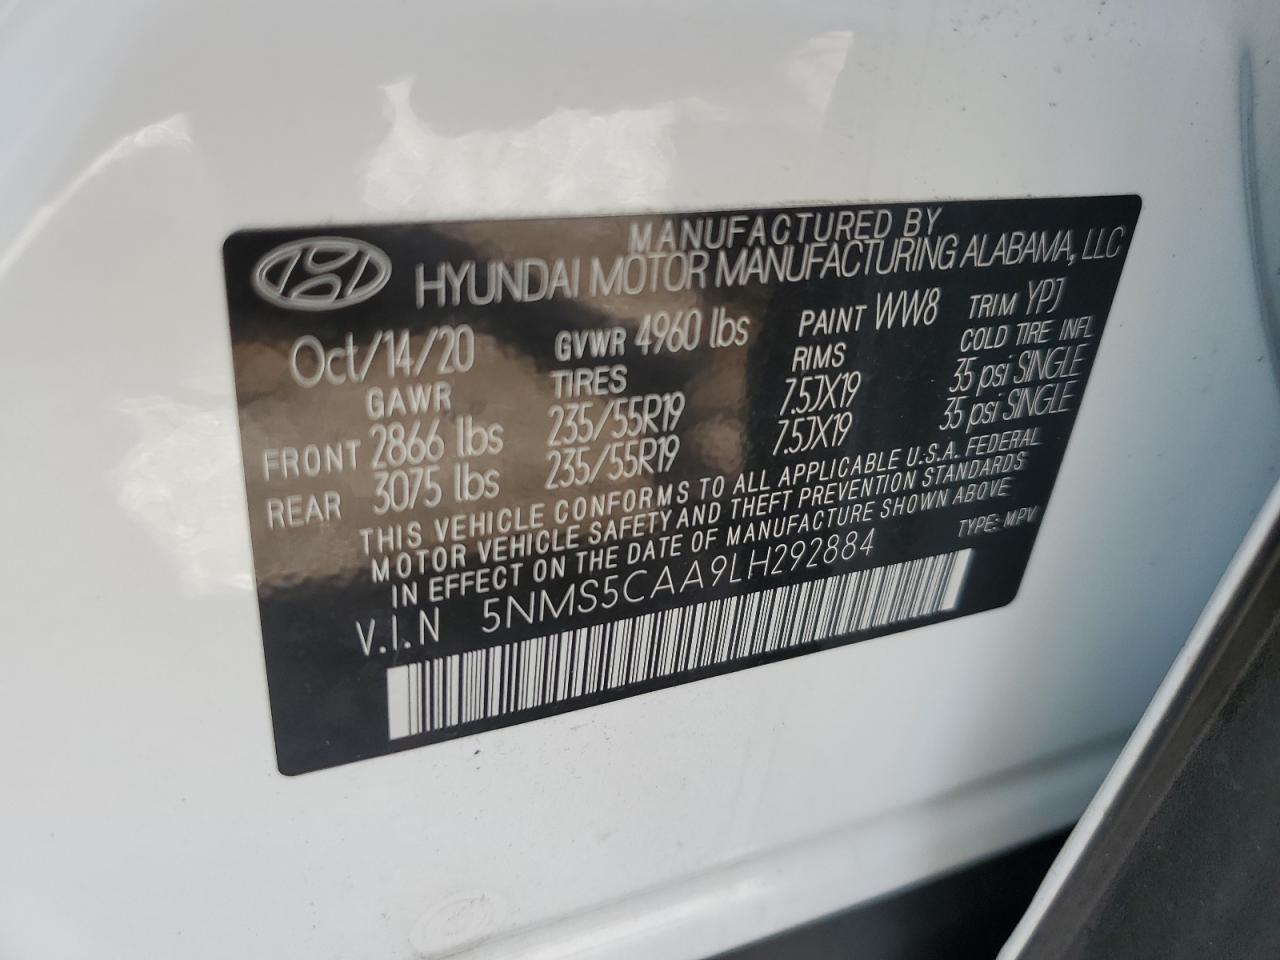 MANUFACTURED BY
HYUNDAI MOTOR MANUFACTURING ALABAMA, LLC
Oct/14/20 GVWR 4960 lbs PAINT WW8 TRIM YPJ
GAWR TIRES RIMS COLD TIRE INFL
FRONT 2866 lbs 235/55R19 7.5JX19 35 psi SINGLE
REAR 3075 lbs 235/55R19 7.5JX19 35 psi SINGLE
THIS VEHICLE CONFORMS TO ALL APPLICABLE U.S.A. FEDERAL
MOTOR VEHICLE SAFETY AND THEFT PREVENTION STANDARDS
IN EFFECT ON THE DATE OF MANUFACTURE SHOWN ABOVE
V.I.N 5NMS5CAA9LH292884 TYPE: MPV